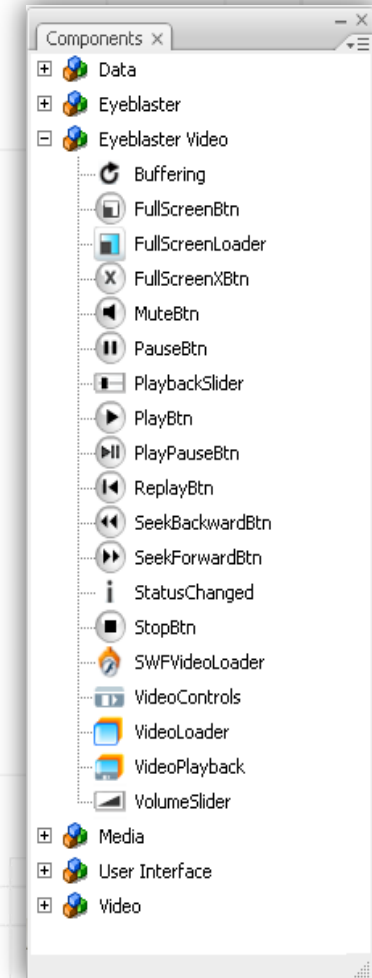 Components
Data
Eyeblaster
Eyeblaster Video
Buffering
FullScreenBtn
FullScreenLoader
FullScreenXBtn
MuteBtn
PauseBtn
PlaybackSlider
PlayBtn
PlayPauseBtn
ReplayBtn
SeekBackwardBtn
SeekForwardBtn
StatusChanged
StopBtn
SWFVideoLoader
VideoControls
VideoLoader
VideoPlayback
VolumeSlider
Media
User Interface
Video